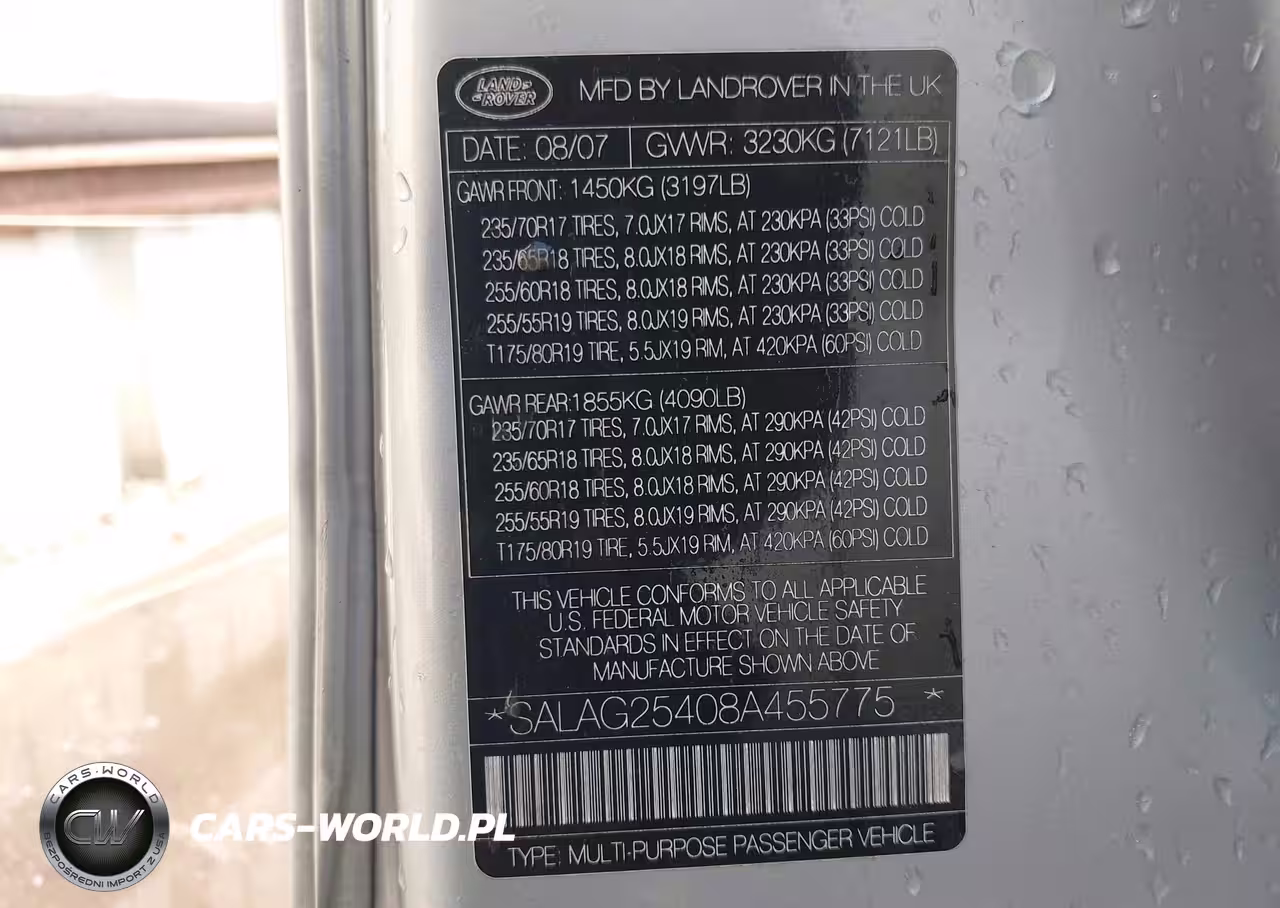 LAND
ROVER
MFD BY LANDROVER IN THE UK
DATE: 08/07 GVWR: 3230KG (7121LB)
GAWR FRONT: 1450KG (3197LB)
235/70R17 TIRES, 7.0JX17 RIMS, AT 230KPA (33PSI) COLD
235/65R18 TIRES, 8.0JX18 RIMS, AT 230KPA (33PSI) COLD
255/60R18 TIRES, 8.0JX18 RIMS, AT 230KPA (33PSI) COLD
255/55R19 TIRES, 8.0JX19 RIMS, AT 230KPA (33PSI) COLD
T175/80R19 TIRE, 5.5JX19 RIM, AT 420KPA (60PSI) COLD
GAWR REAR:1855KG (4090LB)
235/70R17 TIRES, 7.0JX17 RIMS, AT 290KPA (42PSI) COLD
235/65R18 TIRES, 8.0JX18 RIMS, AT 290KPA (42PSI) COLD
255/60R18 TIRES, 8.0JX18 RIMS, AT 290KPA (42PSI) COLD
255/55R19 TIRES, 8.0JX19 RIMS, AT 290KPA (42PSI) COLD
T175/80R19 TIRE, 5.5JX19 RIM, AT 420KPA (60PSI) COLD
THIS VEHICLE CONFORMS TO ALL APPLICABLE
U.S. FEDERAL MOTOR VEHICLE SAFETY
STANDARDS IN EFFECT ON THE DATE OF
MANUFACTURE SHOWN ABOVE
*SALAG25408A455775 *
TYPE: MULTI-PURPOSE PASSENGER VEHICLE
CARS-WORLD
CW
BEZPOŚREDNI IMPORT Z USA
CARS-WORLD.PL